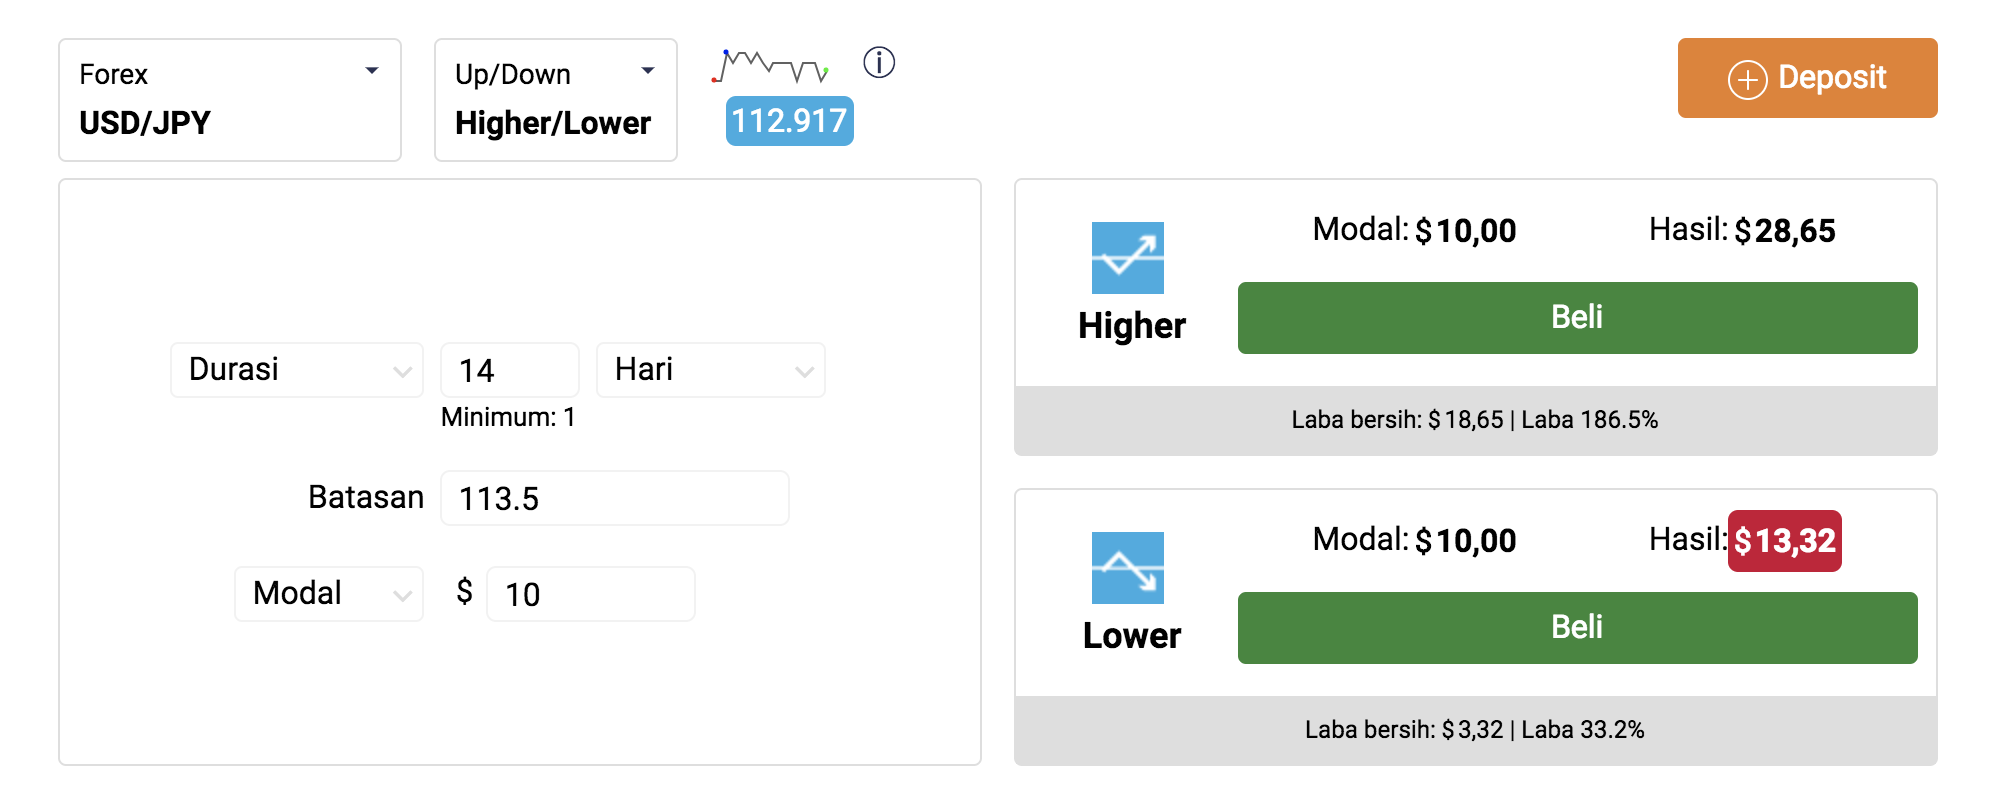 Forex
USD/JPY
Up/Down
Higher/Lower
112.917
Deposit
Durasi 14 Hari
Minimum: 1
Batasan 113.5
Modal $ 10
Modal: $10,00 Hasil: $28,65
Higher
Beli
Laba bersih: $18,65 | Laba 186.5%
Modal: $10,00 Hasil: $13,32
Lower
Beli
Laba bersih: $3,32 | Laba 33.2%